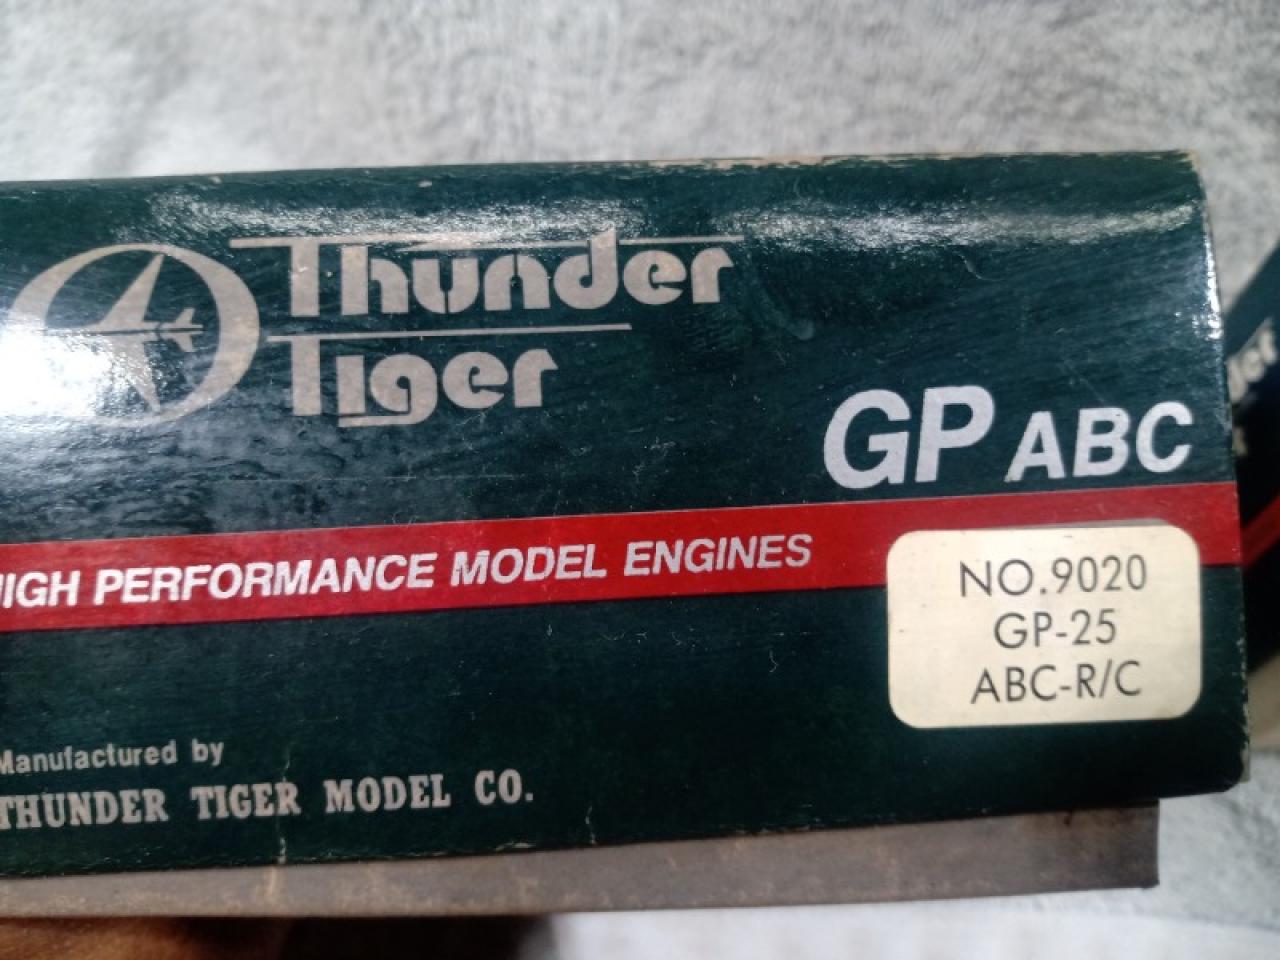 Thunder
Tiger
GP ABC
HIGH PERFORMANCE MODEL ENGINES
NO.9020
GP-25
ABC-R/C
Manufactured by
THUNDER TIGER MODEL CO.